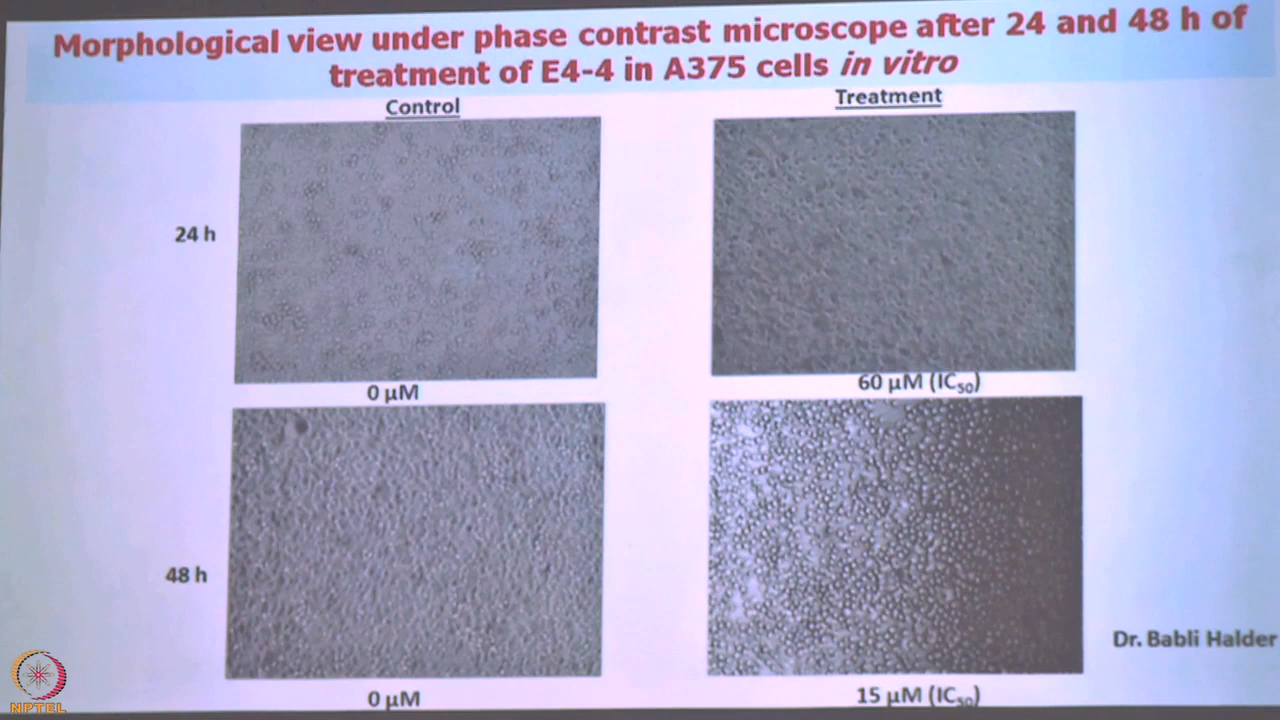 Morphological view under phase contrast microscope after 24 and 48 h of
treatment of E4-4 in A375 cells in vitro
Control
Treatment
24 h
0 µM
60 µM (IC50)
48 h
0 µM
15 µM (IC50)
Dr. Babli Halder
NPTEL